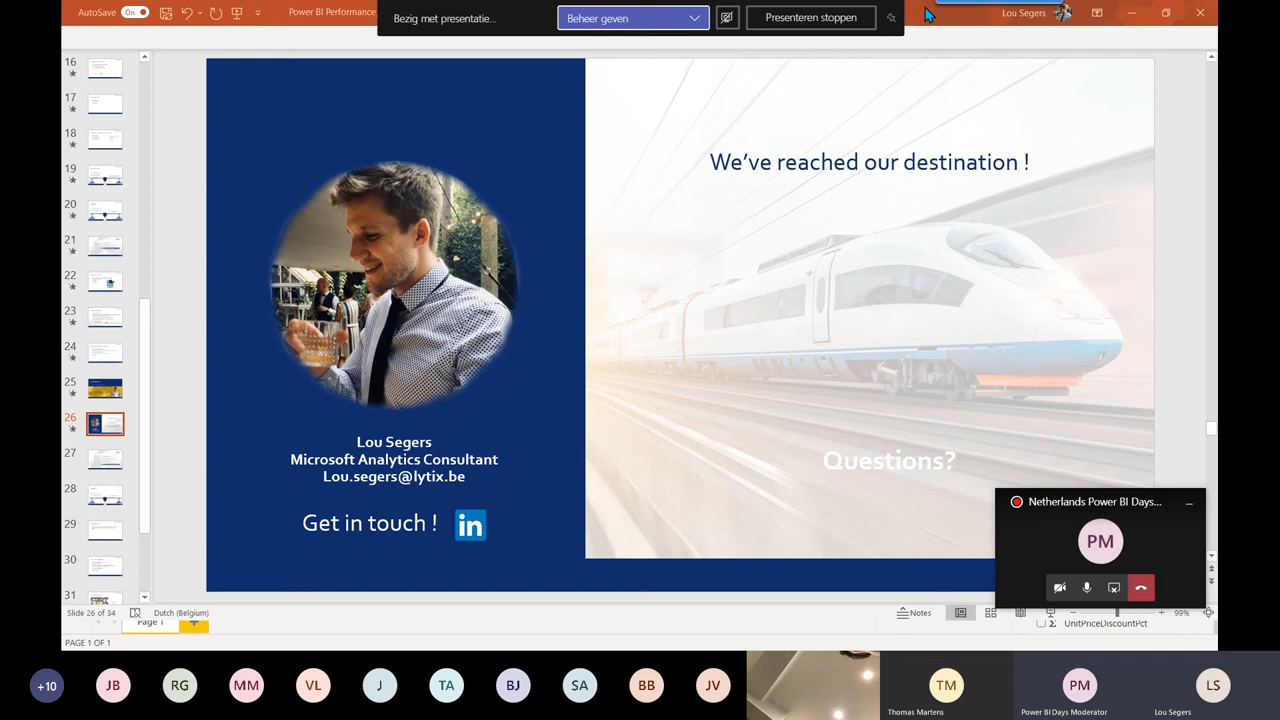 AutoSave On
Power BI Performance
Bezig met presentatie...
Beheer geven
Presenteren stoppen
Lou Segers
16
17
18
19
20
21
22
23
24
25
26
27
28
29
30
31
We've reached our destination !
Questions?
Lou Segers
Microsoft Analytics Consultant
Lou.segers@lytix.be
Get in touch !
in
Netherlands Power BI Days...
PM
Slide 26 of 34
Dutch (Belgium)
Notes
99%
Page 1
UnitPriceDiscountPct
PAGE 1 OF 1
+10
JB
RG
MM
VL
J
TA
BJ
SA
BB
JV
TM
Thomas Martens
PM
Power BI Days Moderator
LS
Lou Segers